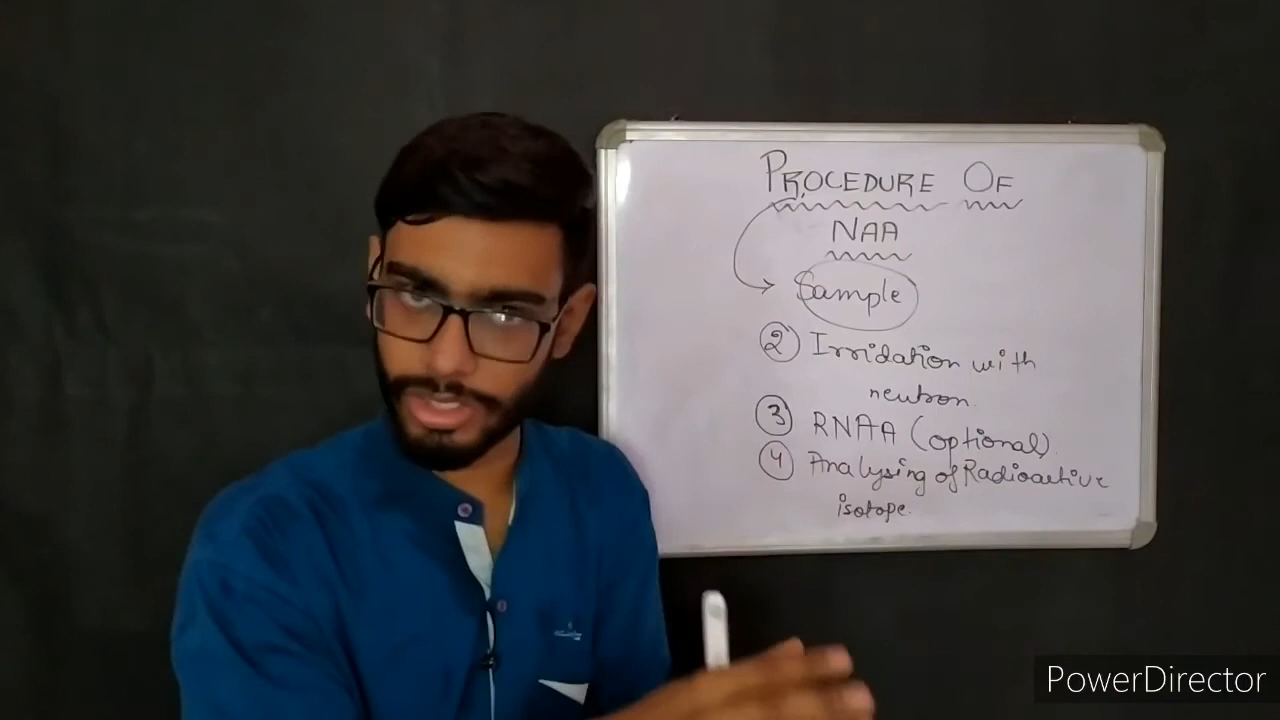 PROCEDURE OF
NAA
Sample
② Irridation with
neutron.
③ RNAA (optional).
④ Analysing of Radioactive
isotope.
PowerDirector